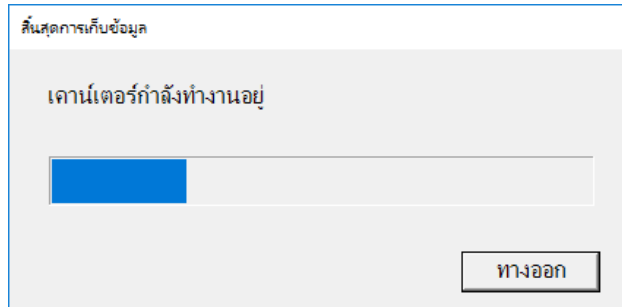 สิ้นสุดการเก็บข้อมูล
เคาน์เตอร์กำลังทำงานอยู่
ทางออก